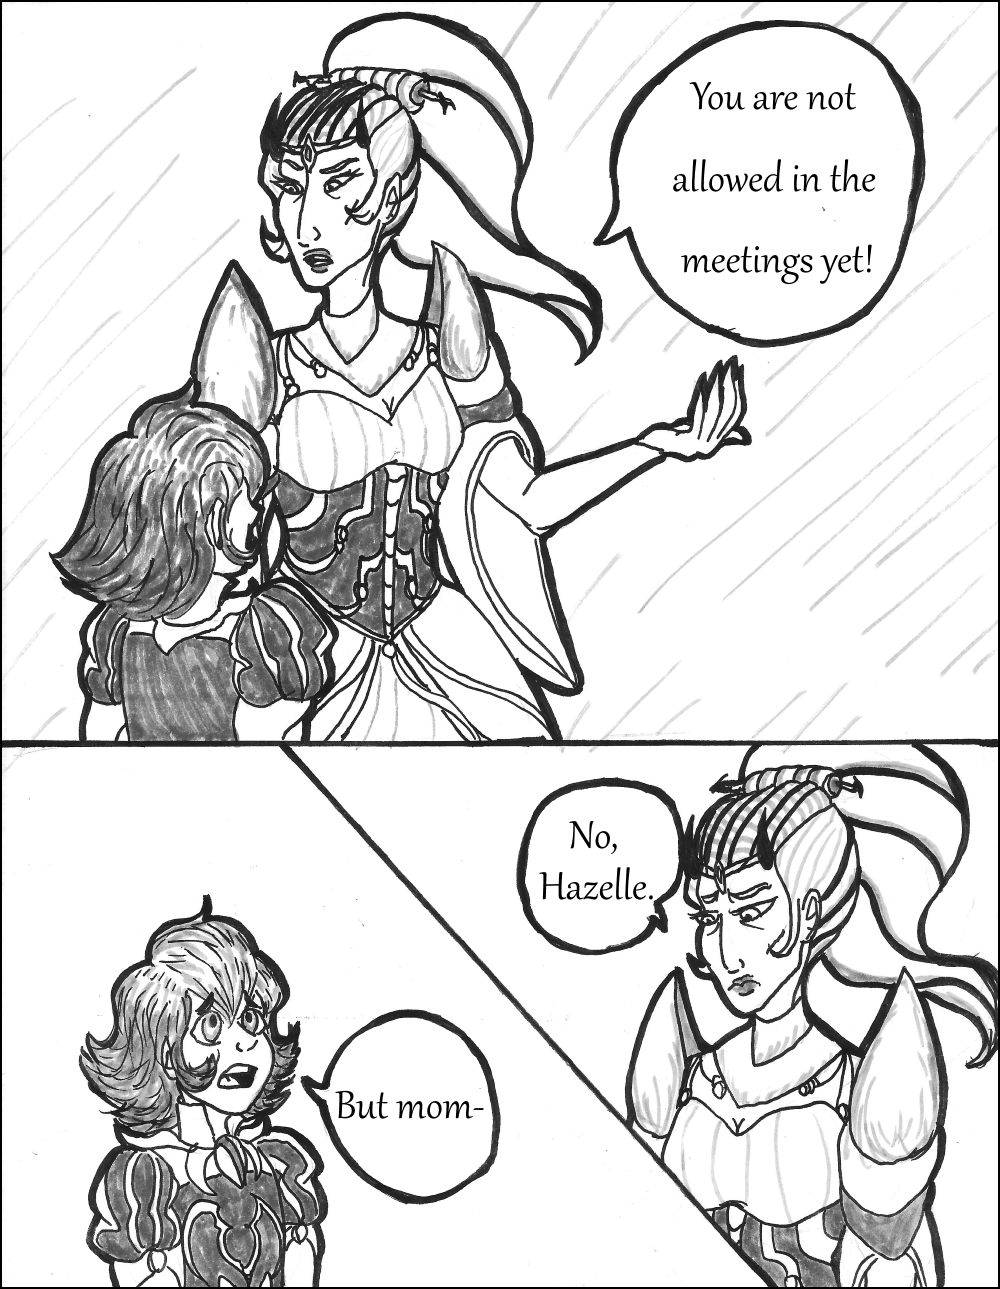 You are not
allowed in the
meetings yet!
But mom-
No,
Hazelle.